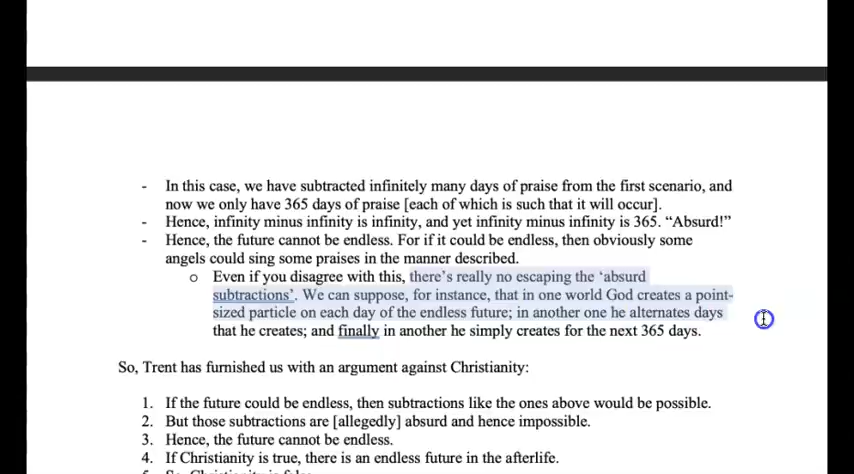 - In this case, we have subtracted infinitely many days of praise from the first scenario, and
now we only have 365 days of praise [each of which is such that it will occur].
- Hence, infinity minus infinity is infinity, and yet infinity minus infinity is 365. “Absurd!”
- Hence, the future cannot be endless. For if it could be endless, then obviously some
angels could sing some praises in the manner described.
o Even if you disagree with this, there’s really no escaping the ‘absurd
subtractions’. We can suppose, for instance, that in one world God creates a point-
sized particle on each day of the endless future; in another one he alternates days
that he creates; and finally in another he simply creates for the next 365 days.
So, Trent has furnished us with an argument against Christianity:
1. If the future could be endless, then subtractions like the ones above would be possible.
2. But those subtractions are [allegedly] absurd and hence impossible.
3. Hence, the future cannot be endless.
4. If Christianity is true, there is an endless future in the afterlife.